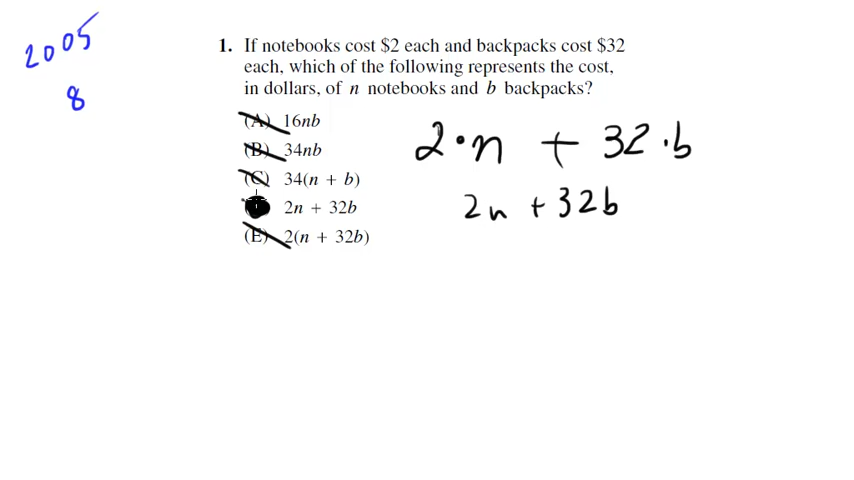 2005
8
1. If notebooks cost $2 each and backpacks cost $32
each, which of the following represents the cost,
in dollars, of n notebooks and b backpacks?
(A) 16nb
(B) 34nb
(C) 34(n + b)
2n + 32b
(E) 2(n + 32b)
2·n + 32·b
2n + 32b